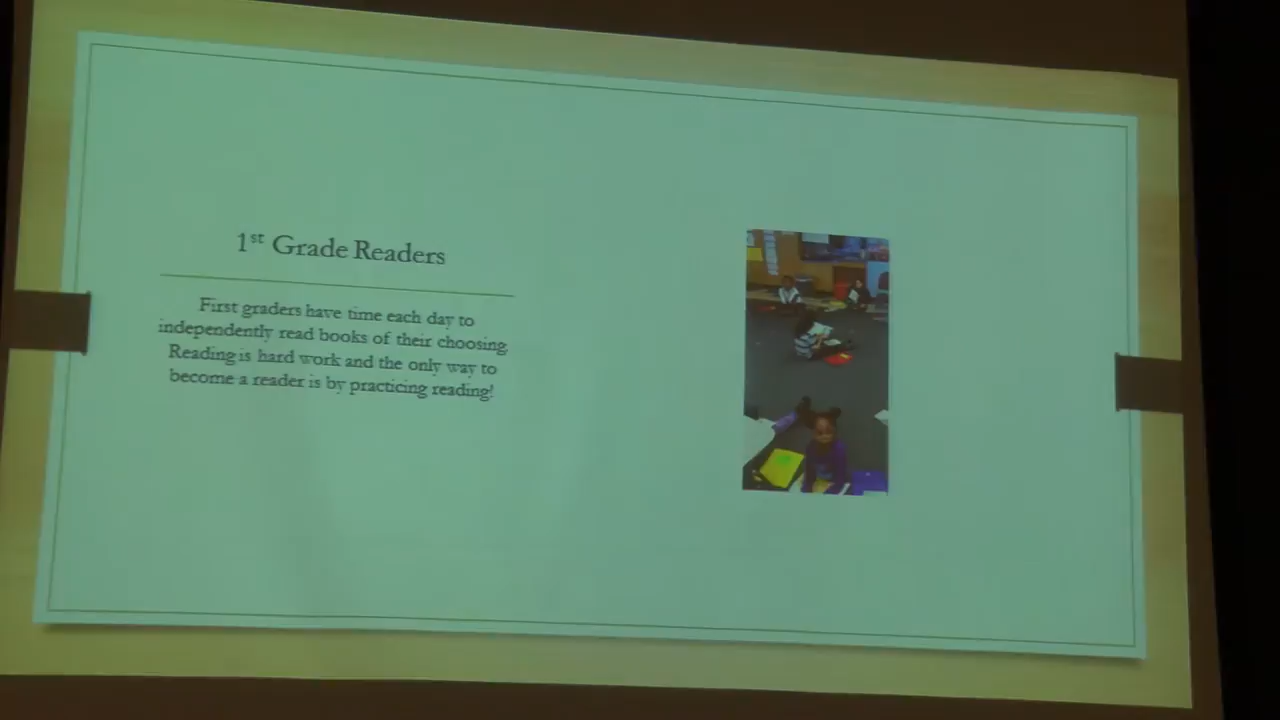 1st Grade Readers
First graders have time each day to
independently read books of their choosing.
Reading is hard work and the only way to
become a reader is by practicing reading!